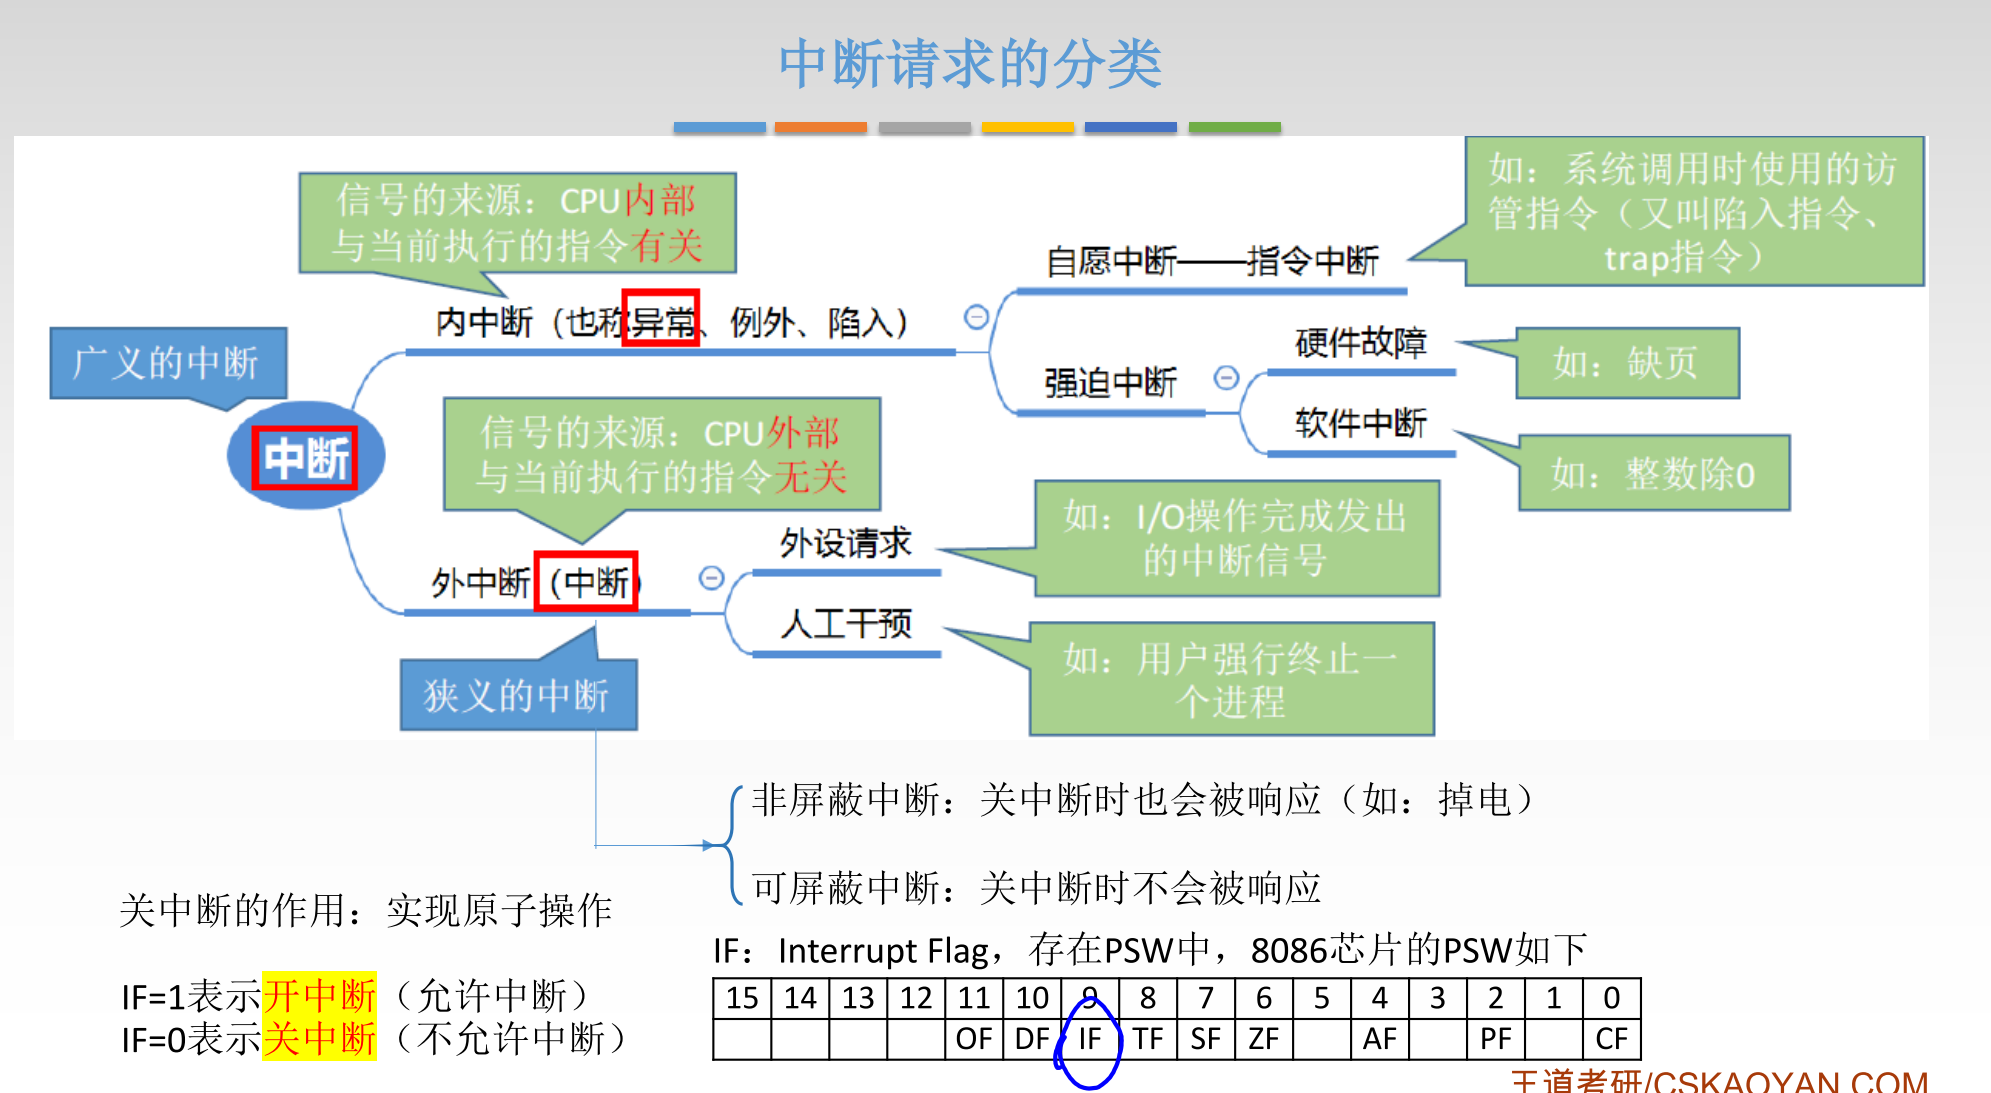 中断请求的分类
信号的来源：CPU内部
与当前执行的指令有关
如：系统调用时使用的访
管指令（又叫陷入指令、
trap指令）
自愿中断——指令中断
内中断（也称异常、例外、陷入）
硬件故障
如：缺页
广义的中断
强迫中断
软件中断
如：整数除0
中断
信号的来源：CPU外部
与当前执行的指令无关
外设请求
如：I/O操作完成发出
的中断信号
外中断（中断）
人工干预
如：用户强行终止一
个进程
狭义的中断
非屏蔽中断：关中断时也会被响应（如：掉电）
可屏蔽中断：关中断时不会被响应
关中断的作用：实现原子操作
IF：Interrupt Flag，存在PSW中，8086芯片的PSW如下
IF=1表示开中断（允许中断）
IF=0表示关中断（不允许中断）
15 14 13 12 11 10 9 8 7 6 5 4 3 2 1 0
OF DF IF TF SF ZF AF PF CF
王道考研/CSKAOYAN.COM